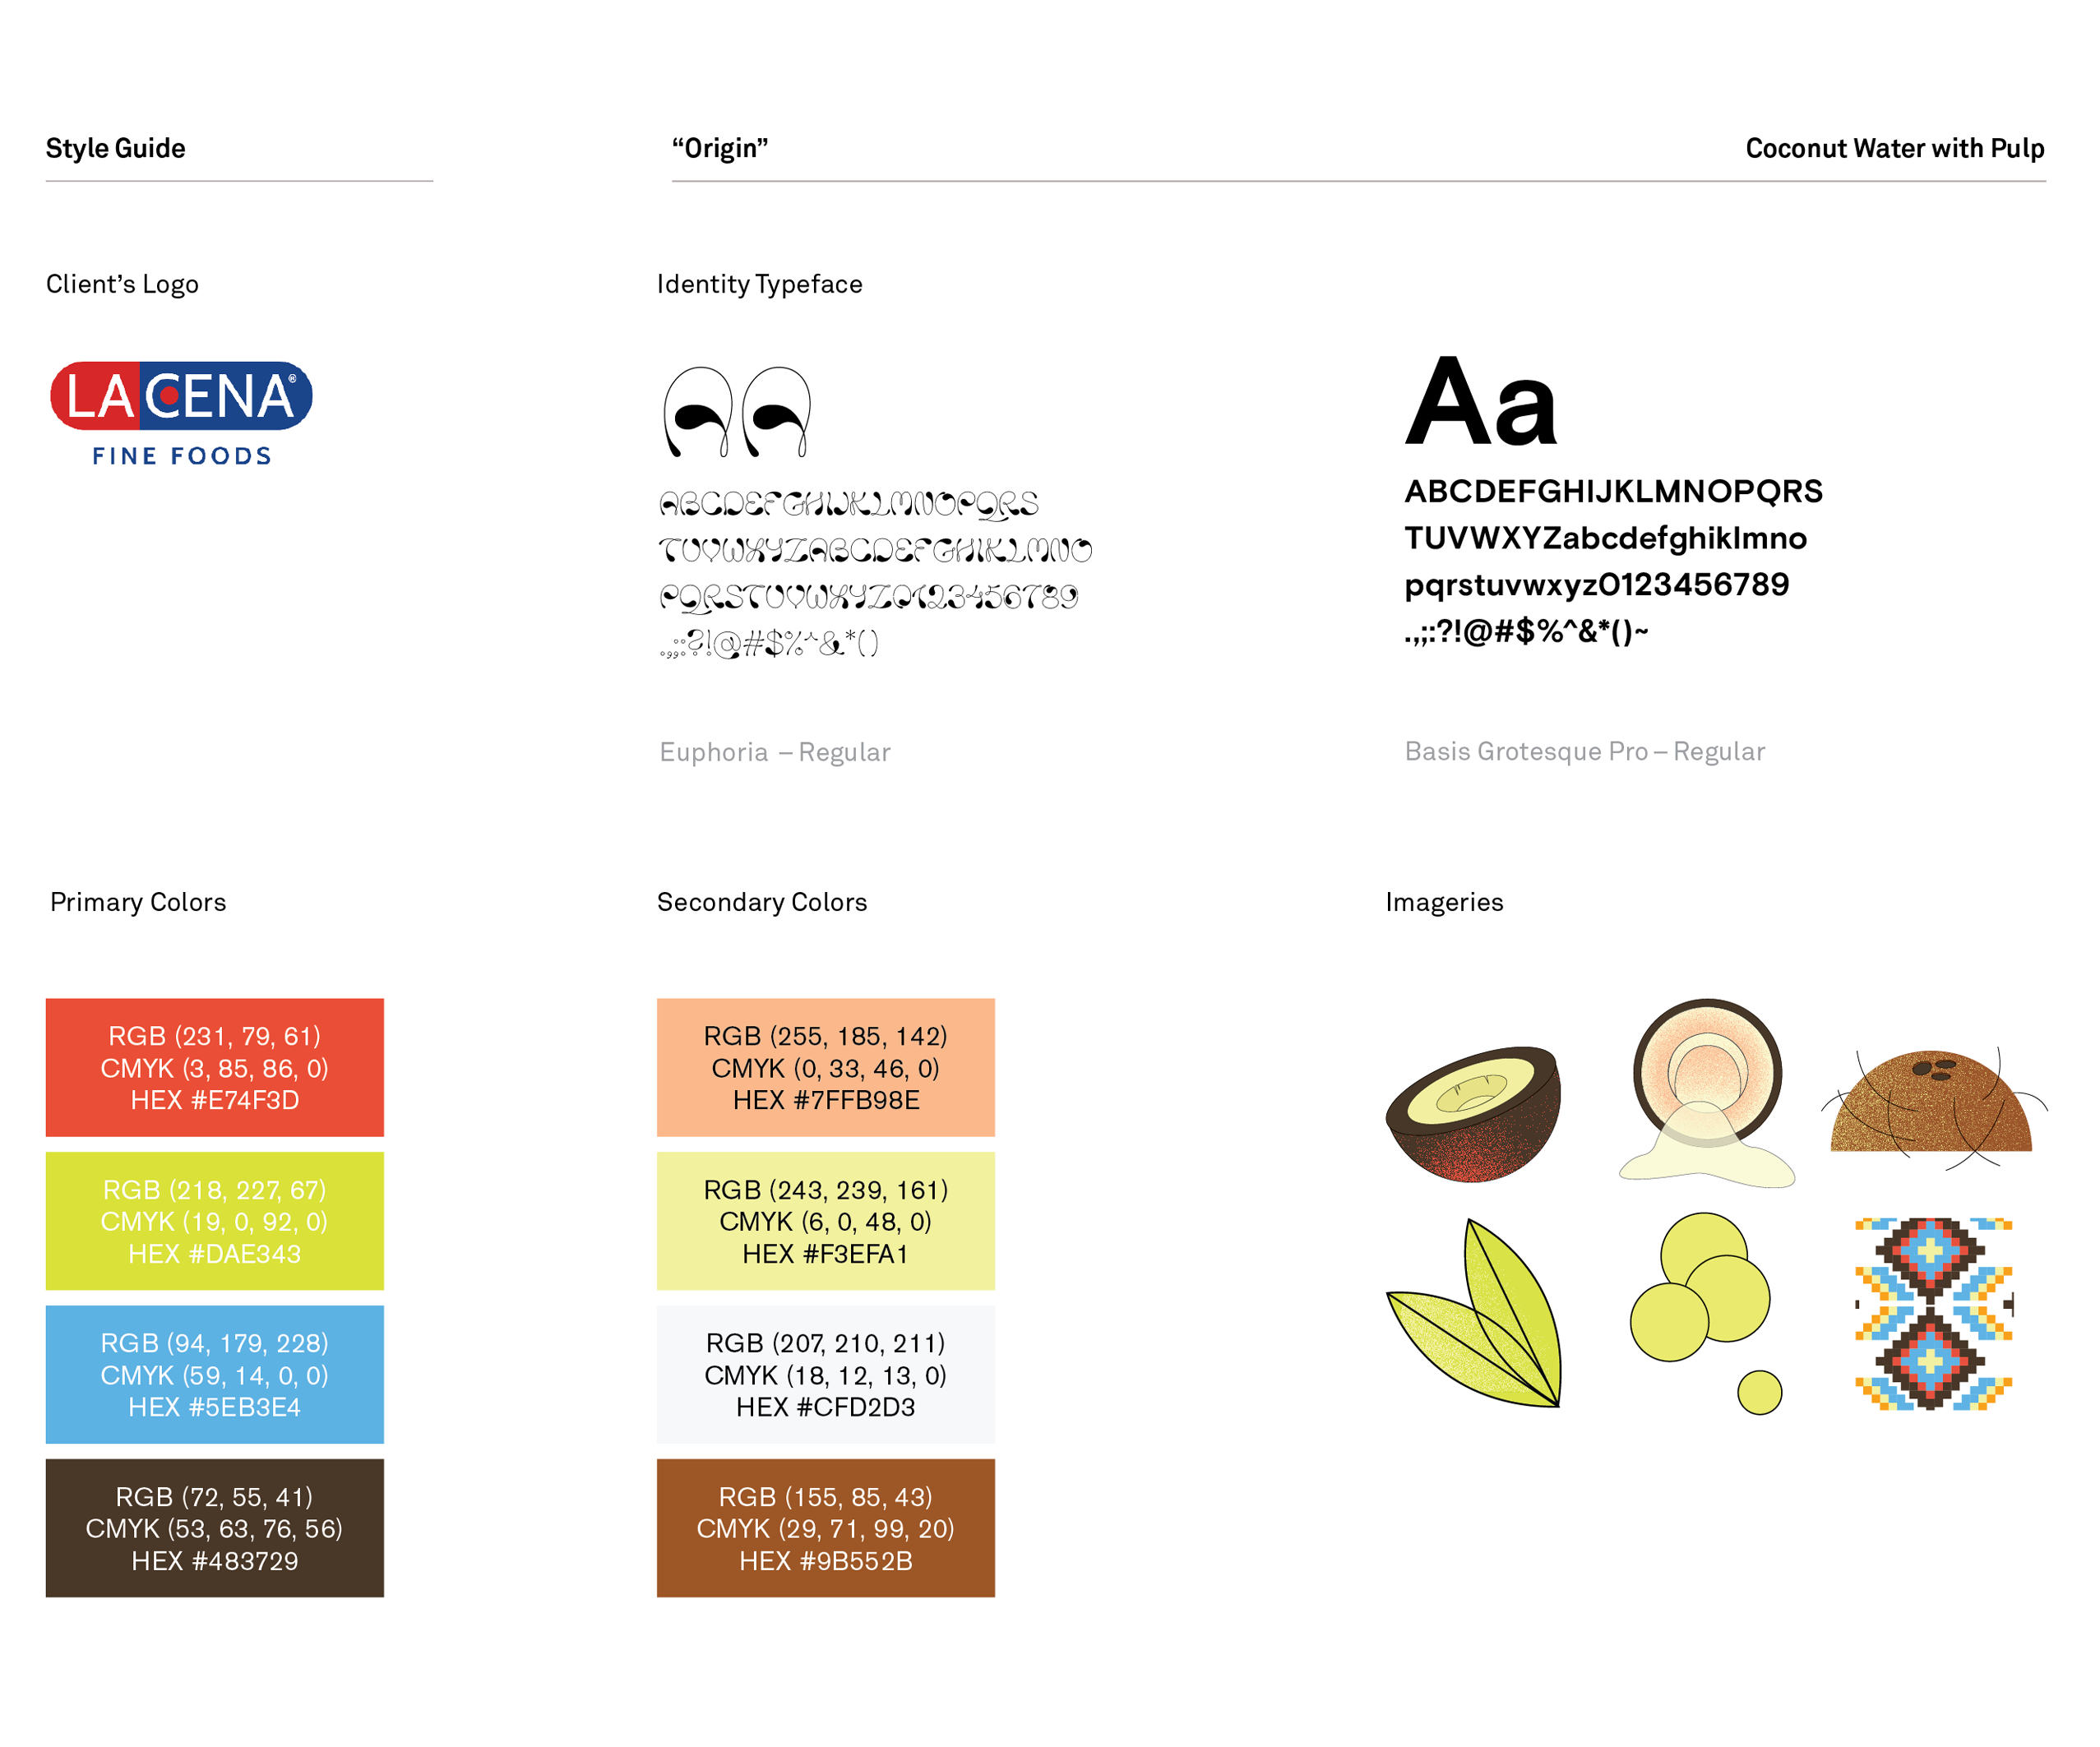 Style Guide
“Origin”
Coconut Water with Pulp
Client’s Logo
LACENA®
FINE FOODS
Identity Typeface
AA
ABCDEFGHIJKLMNOPQRS
TUVWXYZABCDEFGHIKLMNO
PQRSTUVWXYZ0123456789
.,;:?!@#$%^&*()
Euphoria – Regular
Aa
ABCDEFGHIJKLMNOPQRS
TUVWXYZabcdefghiklmno
pqrstuvwxyz0123456789
.,;:?!@#$%^&*()~
Basis Grotesque Pro – Regular
Primary Colors
RGB (231, 79, 61)
CMYK (3, 85, 86, 0)
HEX #E74F3D
RGB (218, 227, 67)
CMYK (19, 0, 92, 0)
HEX #DAE343
RGB (94, 179, 228)
CMYK (59, 14, 0, 0)
HEX #5EB3E4
RGB (72, 55, 41)
CMYK (53, 63, 76, 56)
HEX #483729
Secondary Colors
RGB (255, 185, 142)
CMYK (0, 33, 46, 0)
HEX #7FFB98E
RGB (243, 239, 161)
CMYK (6, 0, 48, 0)
HEX #F3EFA1
RGB (207, 210, 211)
CMYK (18, 12, 13, 0)
HEX #CFD2D3
RGB (155, 85, 43)
CMYK (29, 71, 99, 20)
HEX #9B552B
Imageries